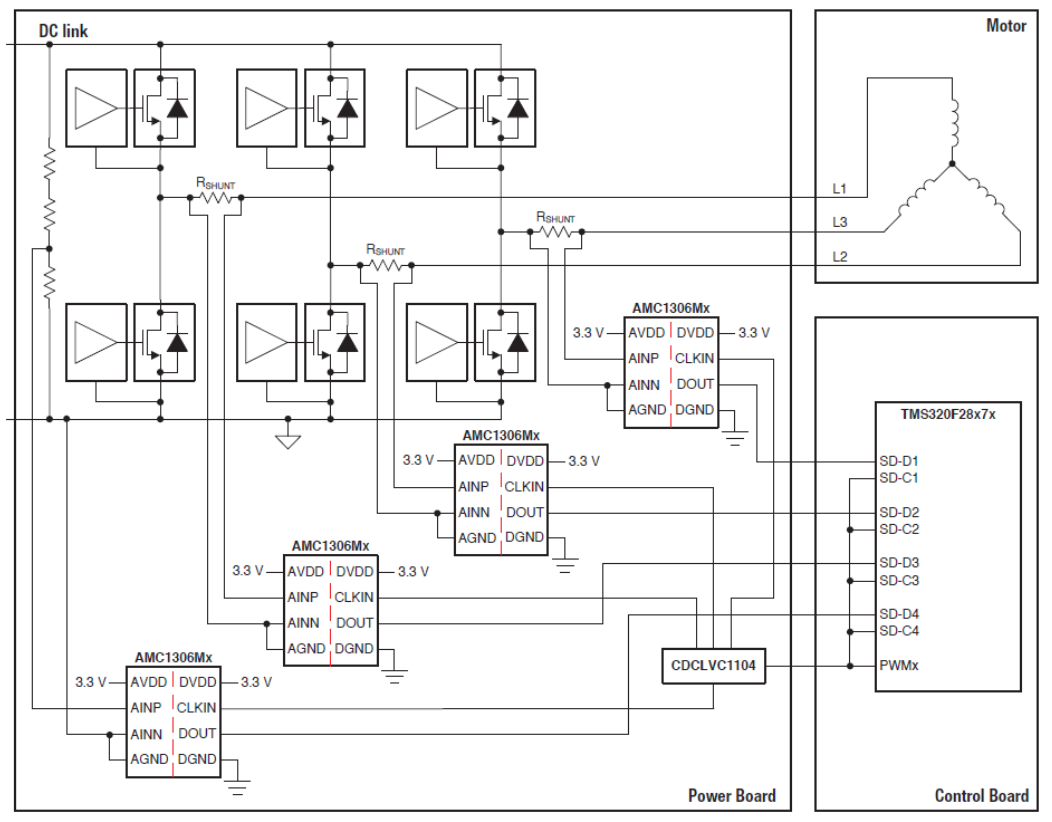 DC link
Motor
R_SHUNT
L1
R_SHUNT
L3
R_SHUNT
L2
AMC1306Mx
3.3 V AVDD DVDD 3.3 V
AINP CLKIN
AINN DOUT
AGND DGND
TMS320F28x7x
AMC1306Mx
3.3 V AVDD DVDD 3.3 V
AINP CLKIN
AINN DOUT
AGND DGND
SD-D1
SD-C1
SD-D2
SD-C2
SD-D3
SD-C3
SD-D4
SD-C4
PWMx
AMC1306Mx
3.3 V AVDD DVDD 3.3 V
AINP CLKIN
AINN DOUT
AGND DGND
CDCLVC1104
AMC1306Mx
3.3 V AVDD DVDD 3.3 V
AINP CLKIN
AINN DOUT
AGND DGND
Power Board
Control Board